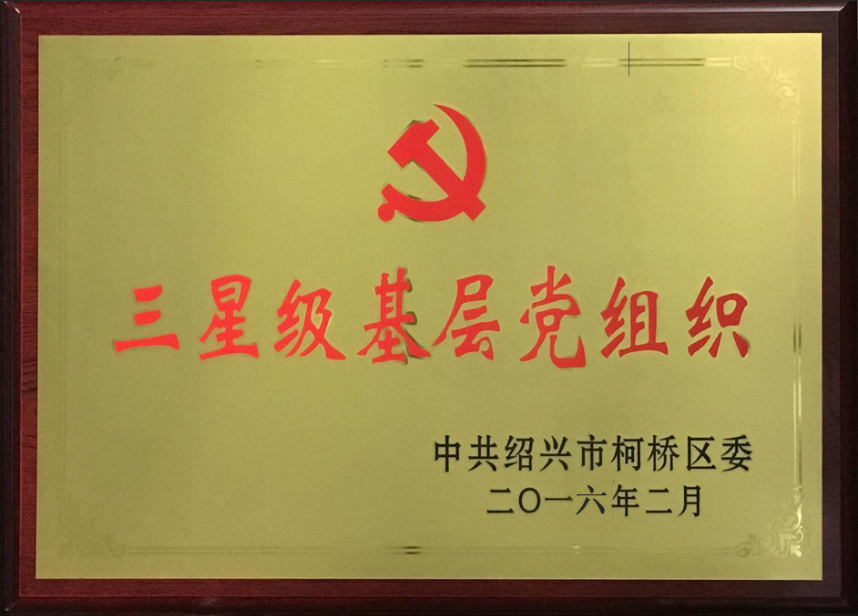 三星级基层党组织
中共绍兴市柯桥区委
二〇一六年二月